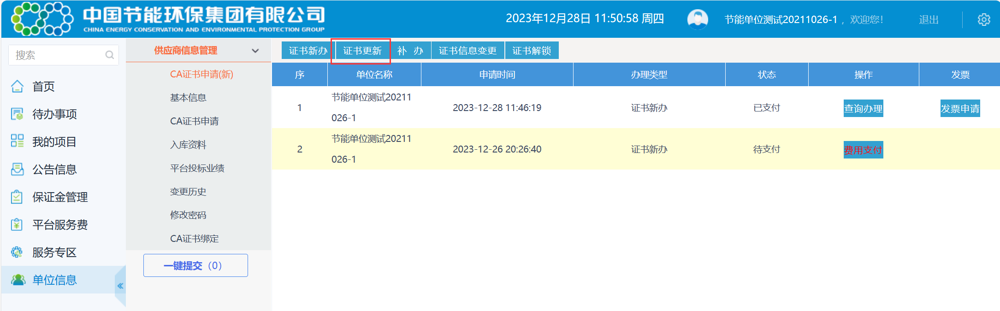 中国节能环保集团有限公司
CHINA ENERGY CONSERVATION AND ENVIRONMENTAL PROTECTION GROUP
2023年12月28日 11:50:58 周四
节能单位测试20211026-1 , 欢迎您!
退出
搜索
首页
待办事项
我的项目
公告信息
保证金管理
平台服务费
服务专区
单位信息
«
供应商信息管理
CA证书申请(新)
基本信息
CA证书申请
入库资料
平台投标业绩
变更历史
修改密码
CA证书绑定
一键提交（0）
证书新办 证书更新 补 办 证书信息变更 证书解锁
序 单位名称 申请时间 办理类型 状态 操作 发票
节能单位测试20211
1 2023-12-28 11:46:19 证书新办 已支付 查询办理 发票申请
026-1
节能单位测试20211
2 2023-12-26 20:26:40 证书新办 待支付 费用支付
026-1